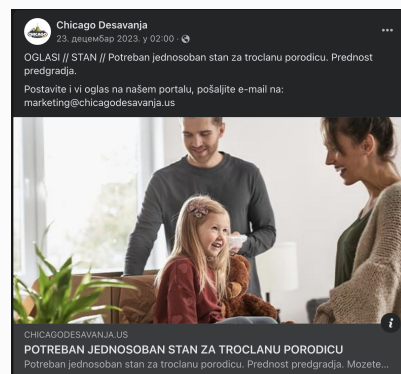 Chicago Desavanja
23. децембар 2023. у 02:00 ·
OGLASI // STAN // Potreban jednosoban stan za troclanu porodicu. Prednost
predgradja.
Postavite i vi oglas na našem portalu, pošaljite e-mail na:
marketing@chicagodesavanja.us
CHICAGODESAVANJA.US
POTREBAN JEDNOSOBAN STAN ZA TROCLANU PORODICU
Potreban jednosoban stan za troclanu porodicu. Prednost predgradja. Mozete...